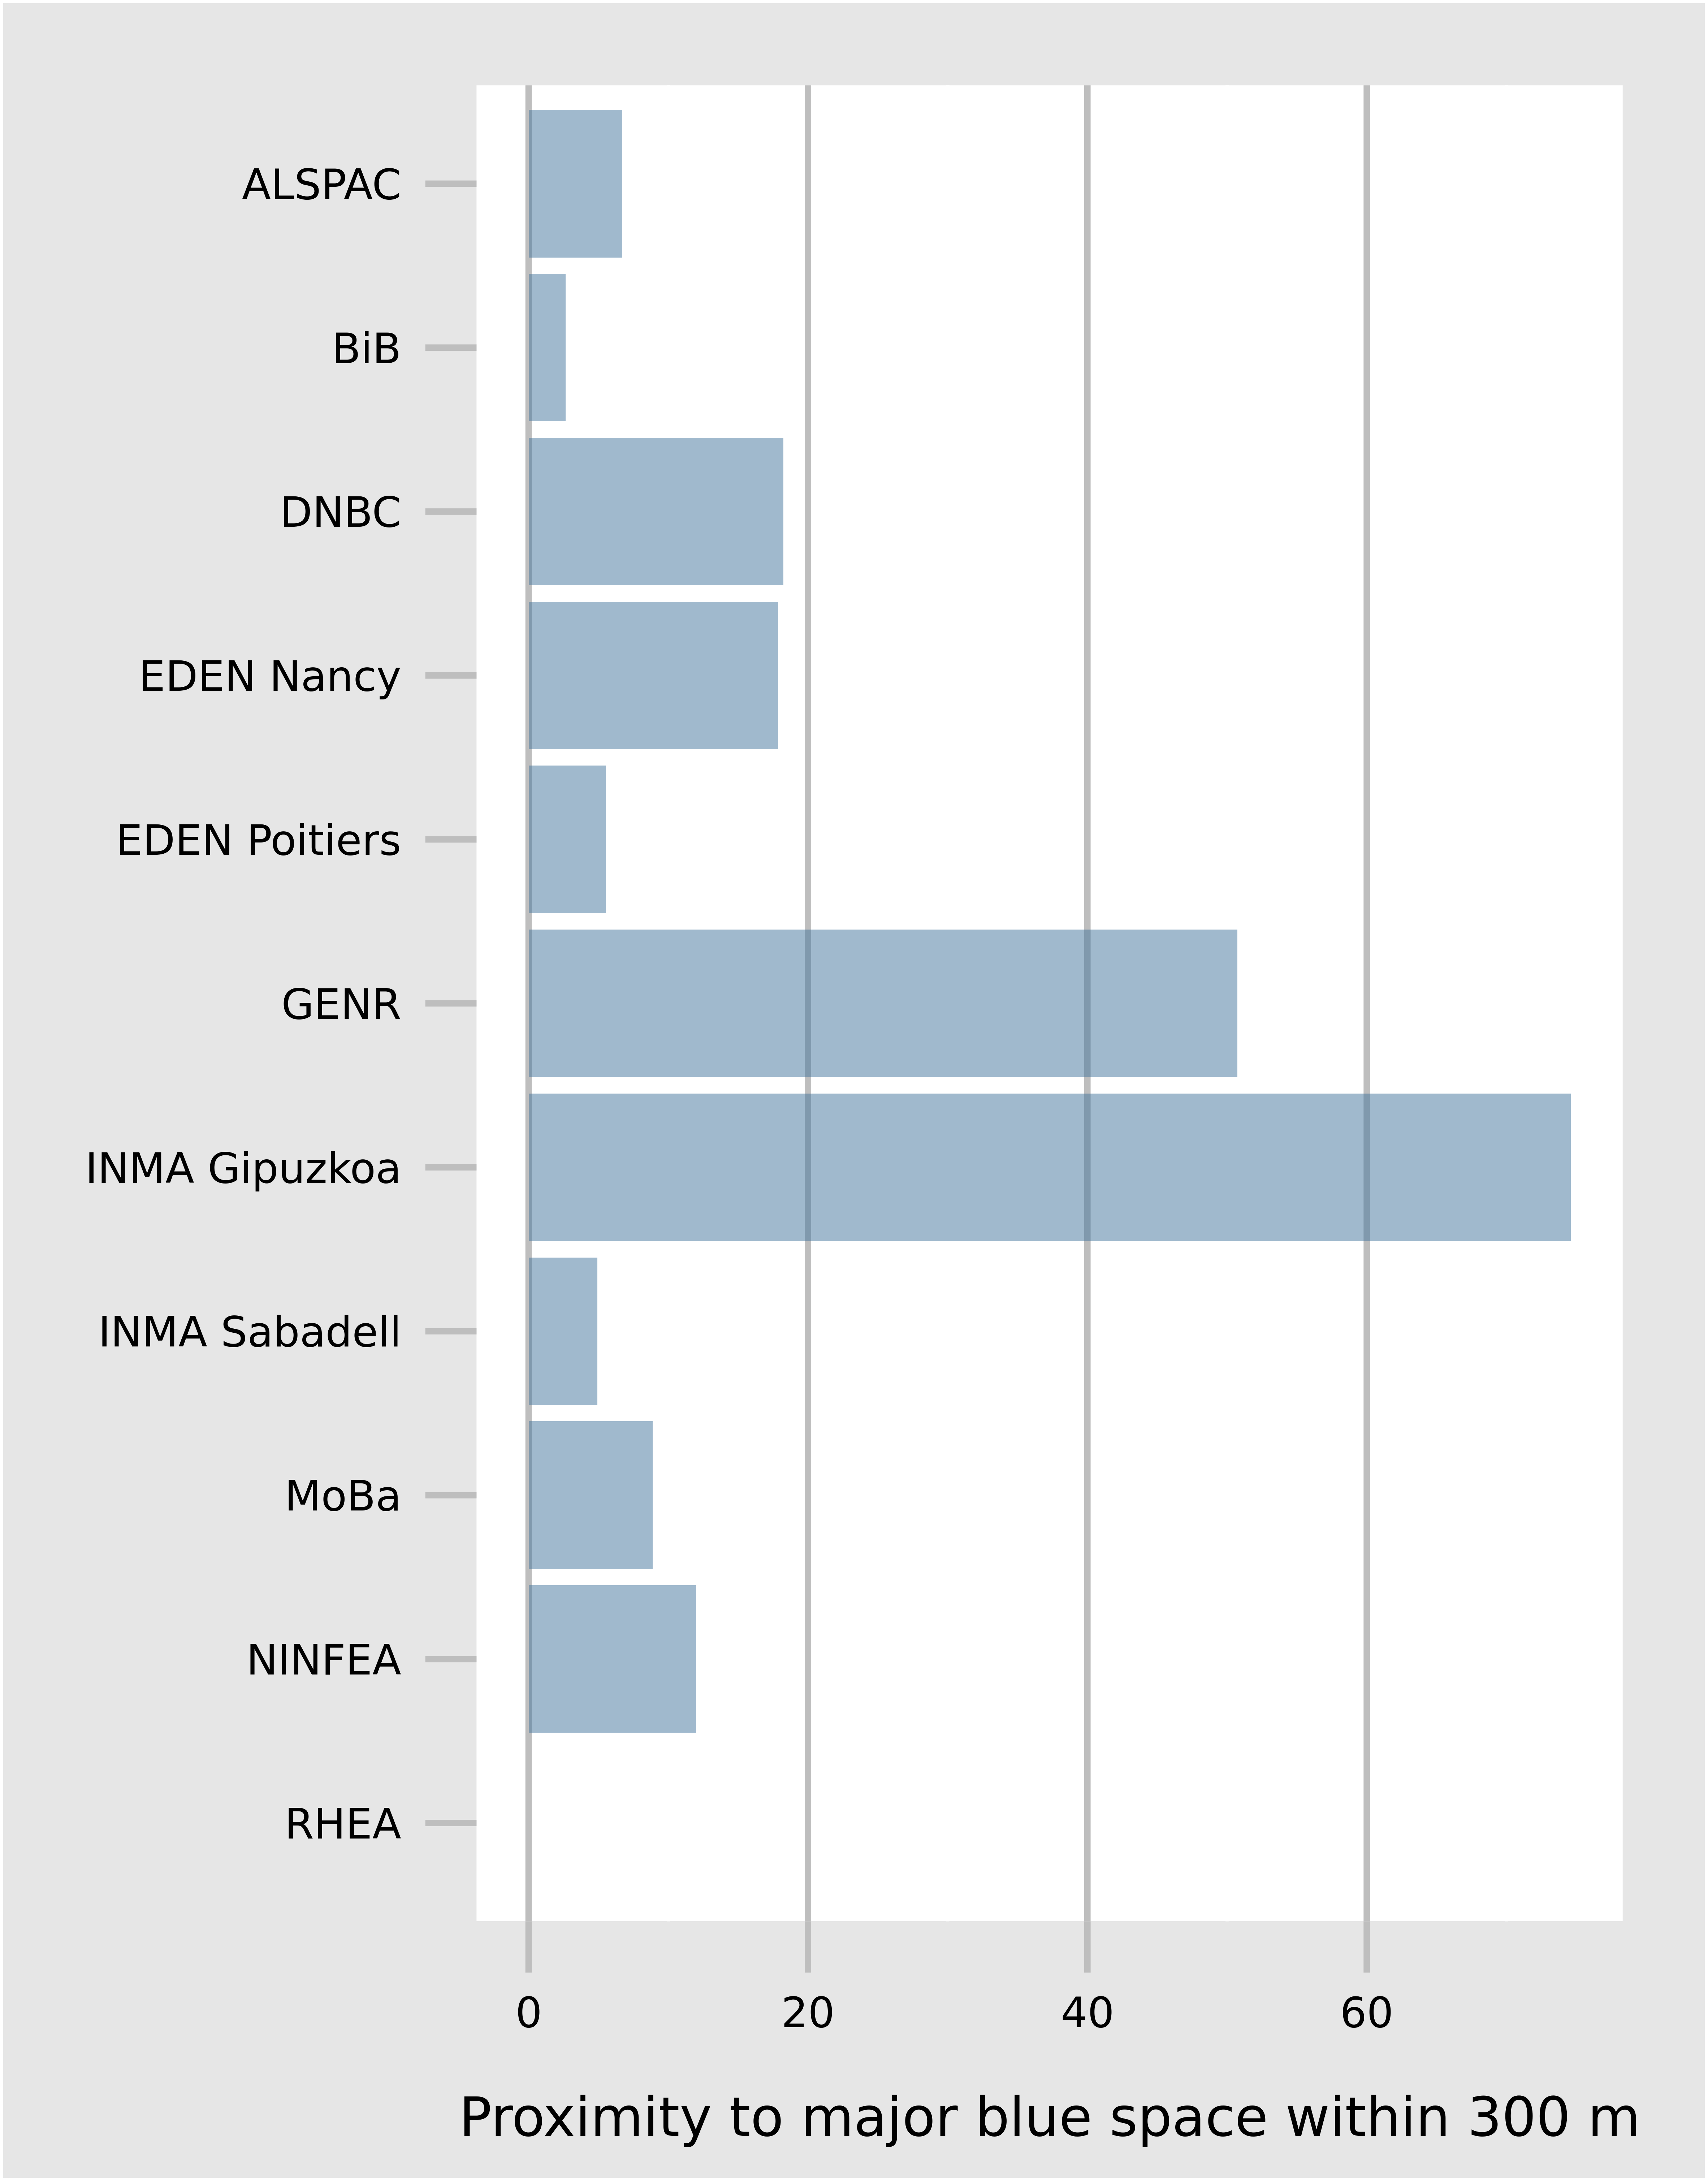 ALSPAC
BiB
DNBC
EDEN Nancy
EDEN Poitiers
GENR
INMA Gipuzkoa
INMA Sabadell
MoBa
NINFEA
RHEA
0 20 40 60
Proximity to major blue space within 300 m